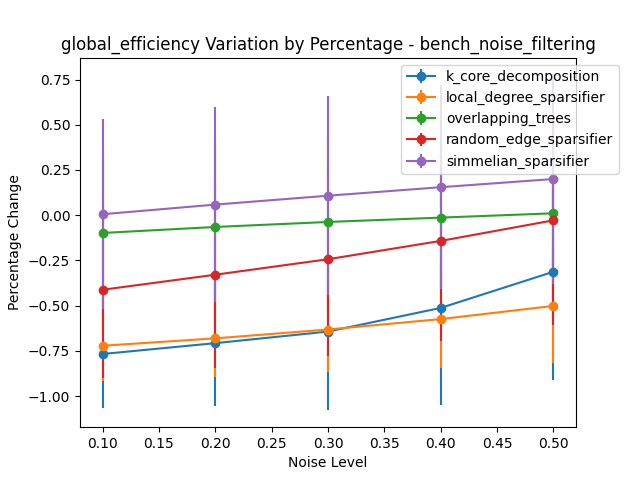 global_efficiency Variation by Percentage - bench_noise_filtering
k_core_decomposition
local_degree_sparsifier
overlapping_trees
random_edge_sparsifier
simmelian_sparsifier
Percentage Change
0.75
0.50
0.25
0.00
−0.25
−0.50
−0.75
−1.00
0.10
0.15
0.20
0.25
0.30
0.35
0.40
0.45
0.50
Noise Level